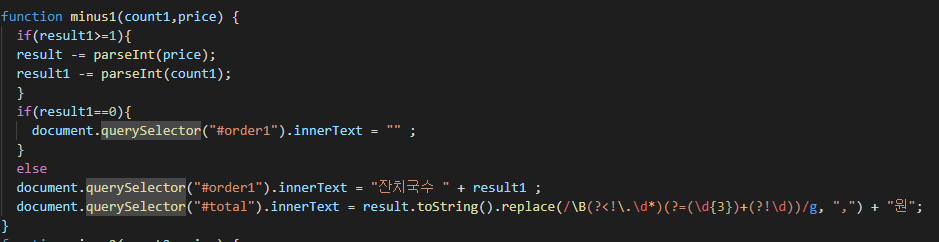 function minus1(count1,price) {
if(result1>=1){
result -= parseInt(price);
result1 -= parseInt(count1);
}
if(result1==0){
document.querySelector("#order1").innerText = "" ;
}
else
document.querySelector("#order1").innerText = "잔치국수 " + result1 ;
document.querySelector("#total").innerText = result.toString().replace(/\B(?<!\.\d*)(?=(\d{3})+(?!\d))/g, ",") + "원";
}